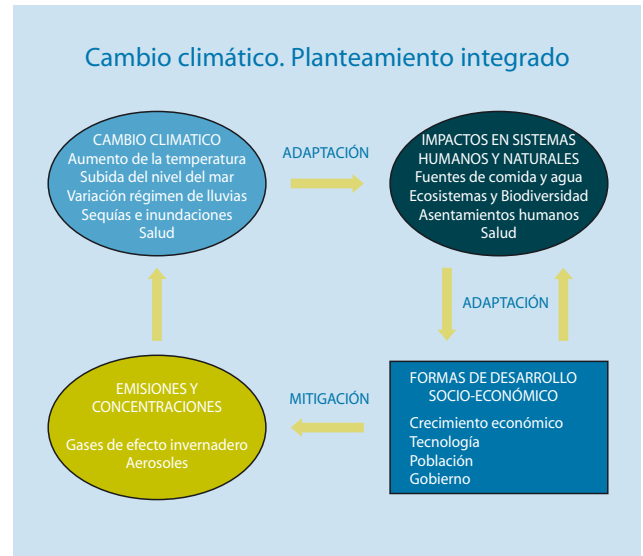 Cambio climático. Planteamiento integrado
CAMBIO CLIMATICO
Aumento de la temperatura
Subida del nivel del mar
Variación régimen de lluvias
Sequías e inundaciones
Salud
ADAPTACIÓN
IMPACTOS EN SISTEMAS
HUMANOS Y NATURALES
Fuentes de comida y agua
Ecosistemas y Biodiversidad
Asentamientos humanos
Salud
ADAPTACIÓN
EMISIONES Y
CONCENTRACIONES
Gases de efecto invernadero
Aerosoles
MITIGACIÓN
FORMAS DE DESARROLLO
SOCIO-ECONÓMICO
Crecimiento económico
Tecnología
Población
Gobierno